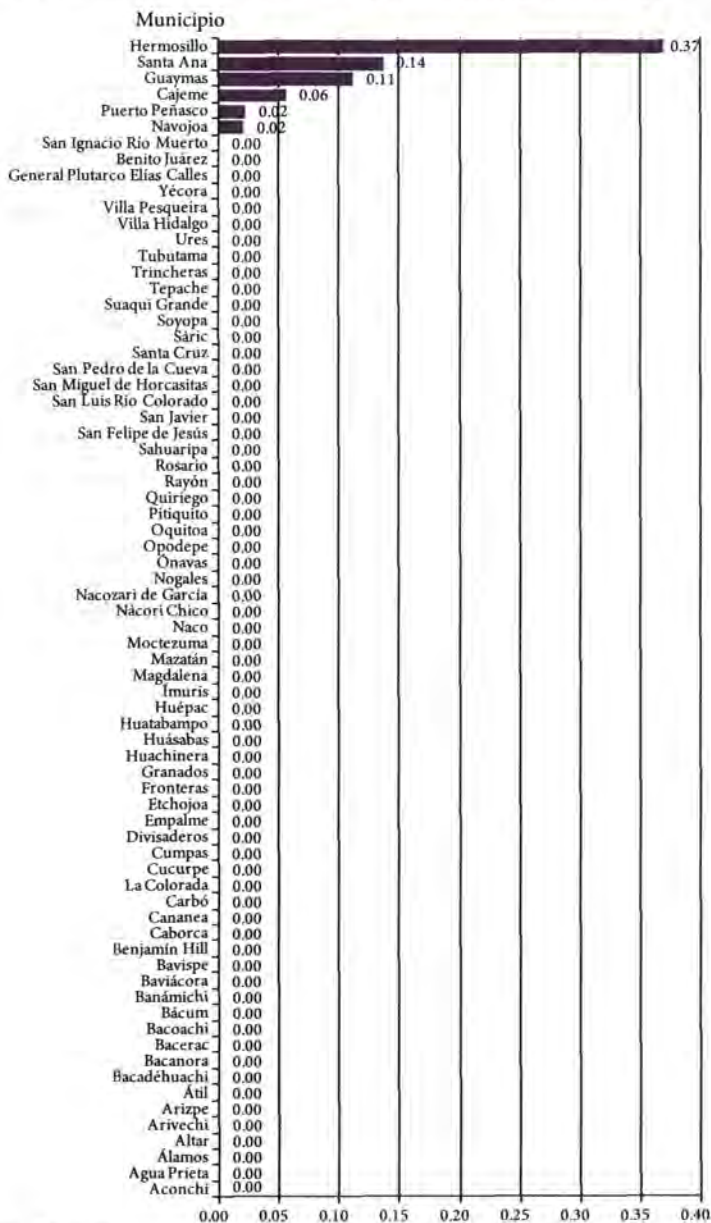 Municipio
Hermosillo 0.37
Santa Ana 0.14
Guaymas 0.11
Cajeme 0.06
Puerto Peñasco 0.02
Navojoa 0.02
San Ignacio Río Muerto 0.00
Benito Juárez 0.00
General Plutarco Elías Calles 0.00
Yécora 0.00
Villa Pesqueira 0.00
Villa Hidalgo 0.00
Ures 0.00
Tubutama 0.00
Trincheras 0.00
Tepache 0.00
Suaqui Grande 0.00
Soyopa 0.00
Sáric 0.00
Santa Cruz 0.00
San Pedro de la Cueva 0.00
San Miguel de Horcasitas 0.00
San Luis Río Colorado 0.00
San Javier 0.00
San Felipe de Jesús 0.00
Sahuaripa 0.00
Rosario 0.00
Rayón 0.00
Quiriego 0.00
Pitiquito 0.00
Oquitoa 0.00
Opodepe 0.00
Ónavas 0.00
Nogales 0.00
Nacozari de García 0.00
Nácori Chico 0.00
Naco 0.00
Moctezuma 0.00
Mazatán 0.00
Magdalena 0.00
Ímuris 0.00
Huépac 0.00
Huatabampo 0.00
Huásabas 0.00
Huachinera 0.00
Granados 0.00
Fronteras 0.00
Etchojoa 0.00
Empalme 0.00
Divisaderos 0.00
Cumpas 0.00
Cucurpe 0.00
La Colorada 0.00
Carbó 0.00
Cananea 0.00
Caborca 0.00
Benjamín Hill 0.00
Bavispe 0.00
Baviácora 0.00
Banámichi 0.00
Bácum 0.00
Bacoachi 0.00
Bacerac 0.00
Bacanora 0.00
Bacadéhuachi 0.00
Átil 0.00
Arizpe 0.00
Arivechi 0.00
Altar 0.00
Álamos 0.00
Agua Prieta 0.00
Aconchi 0.00
0.00 0.05 0.10 0.15 0.20 0.25 0.30 0.35 0.40